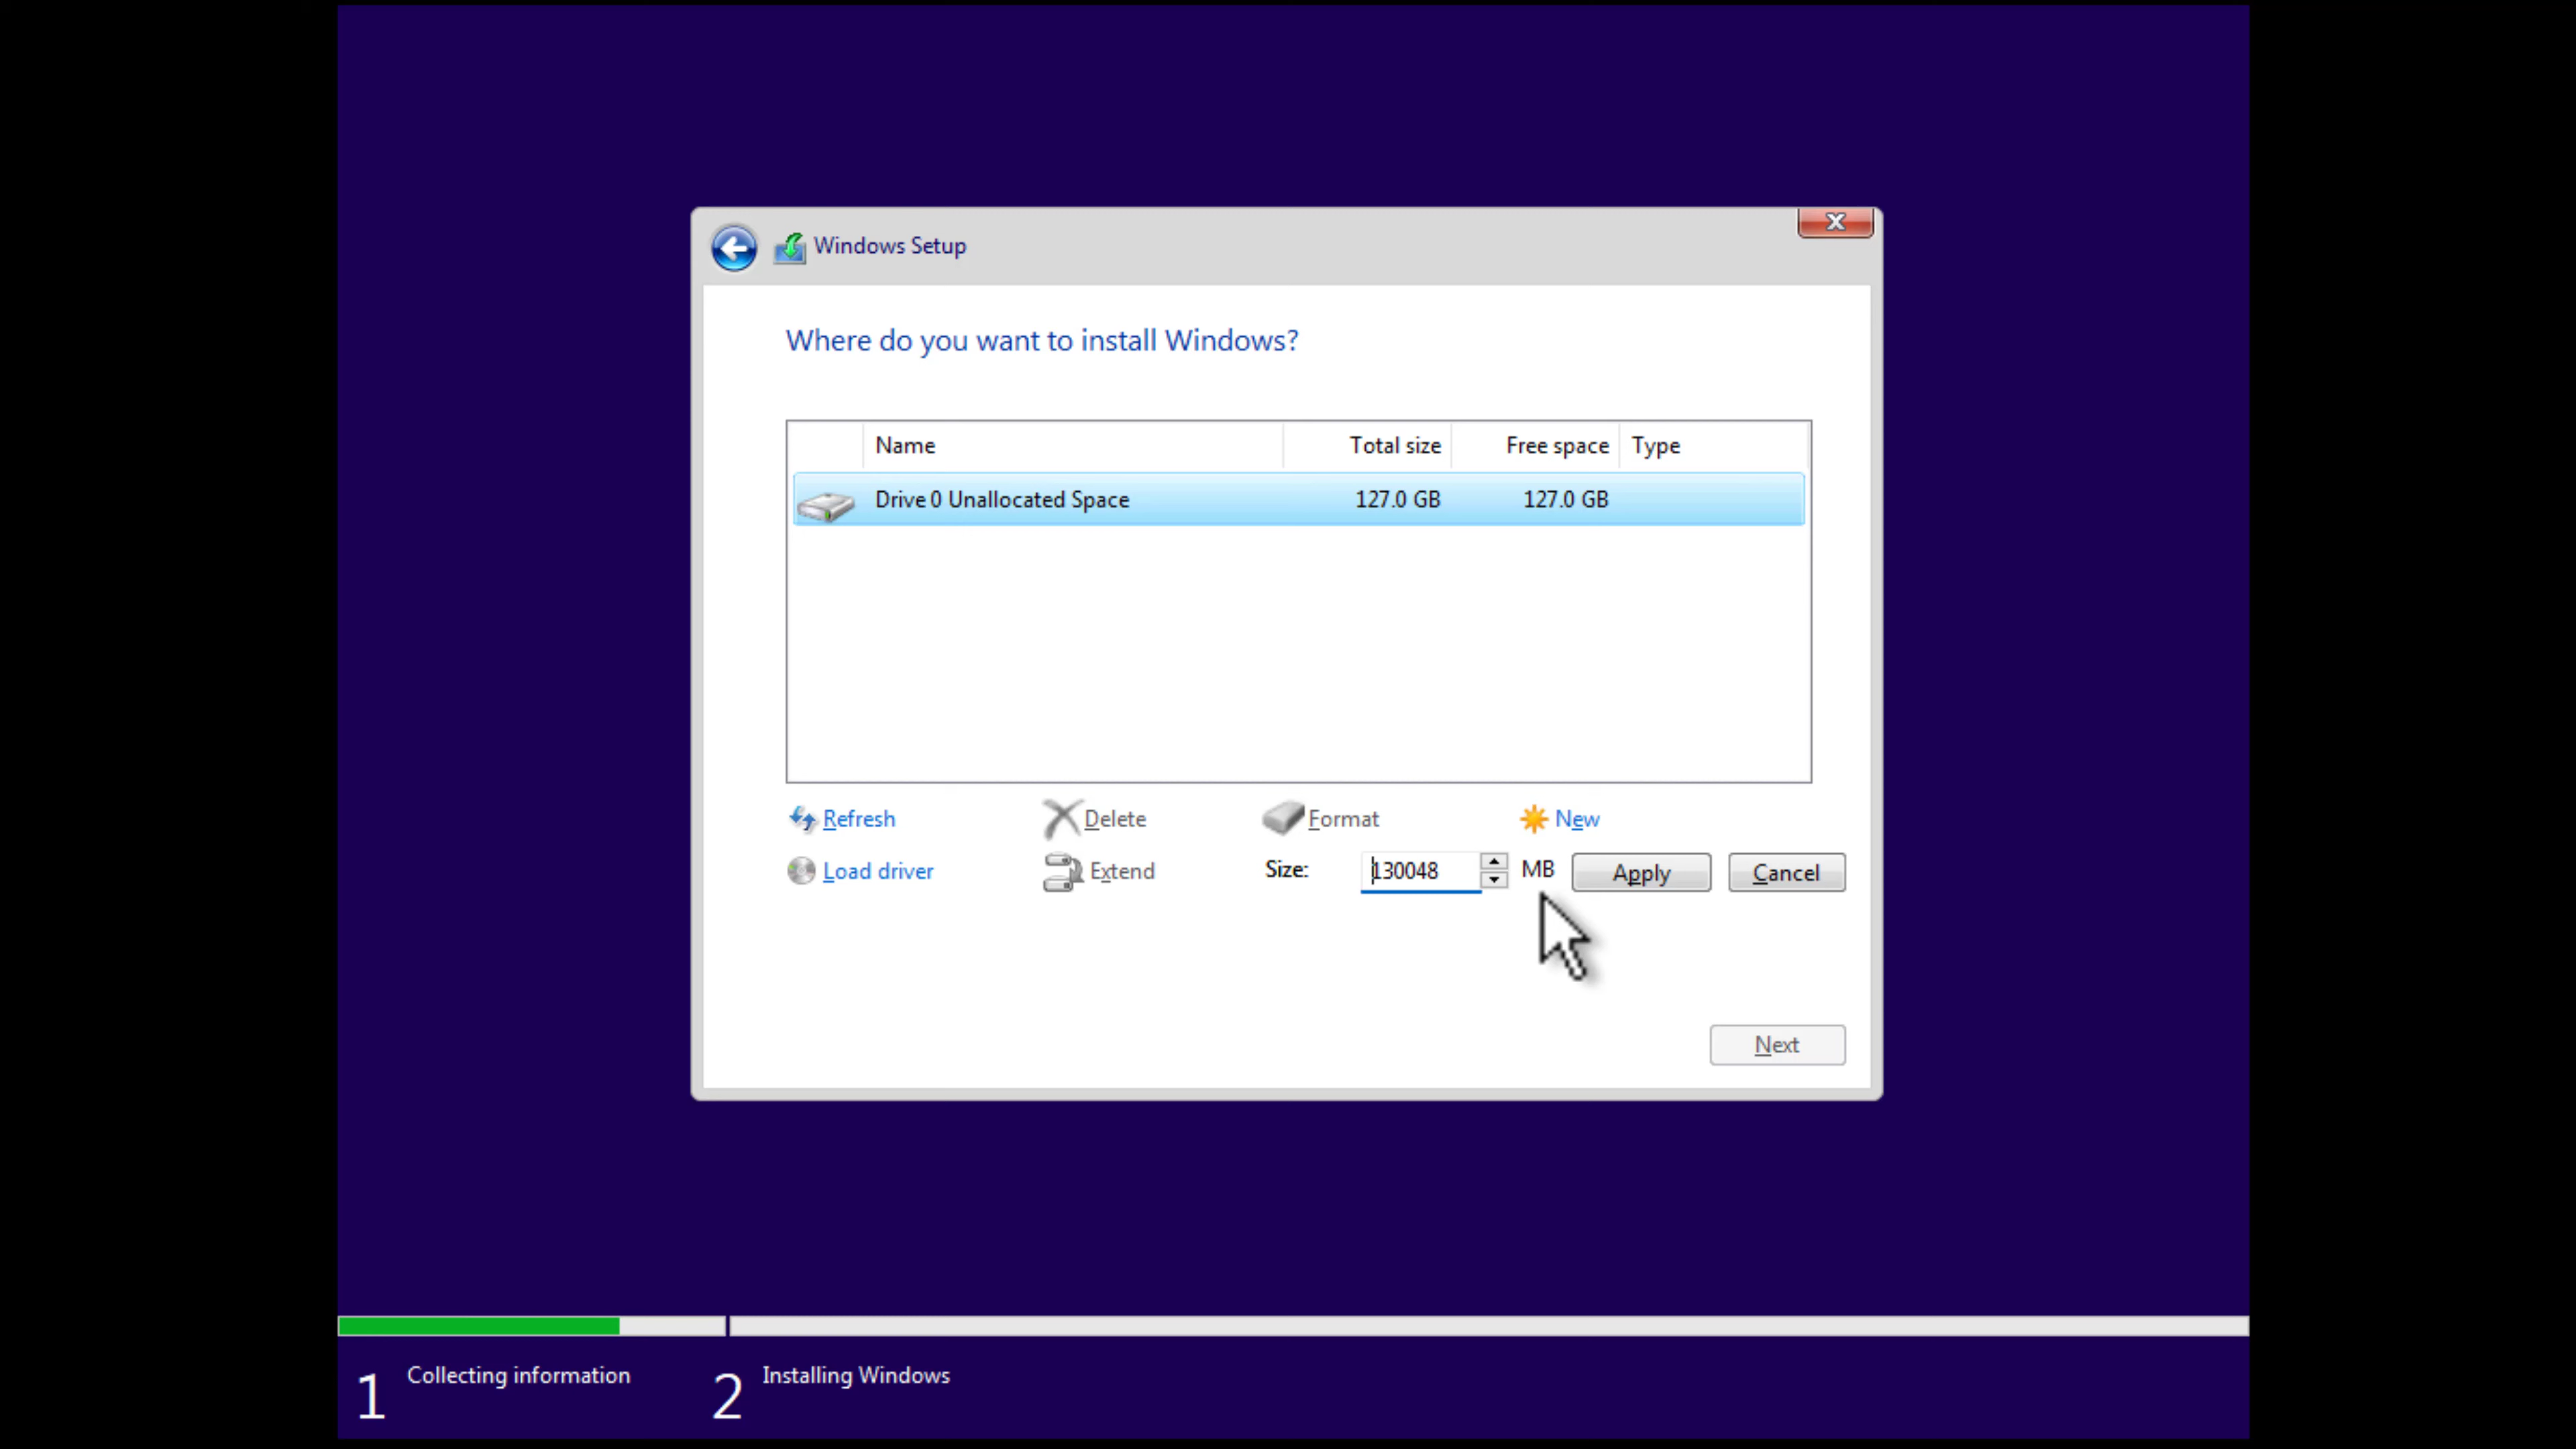 Windows Setup
Where do you want to install Windows?
Name Total size Free space Type
Drive 0 Unallocated Space 127.0 GB 127.0 GB
Refresh Delete Format New
Load driver Extend Size: 130048 MB Apply Cancel
Next
1 Collecting information 2 Installing Windows